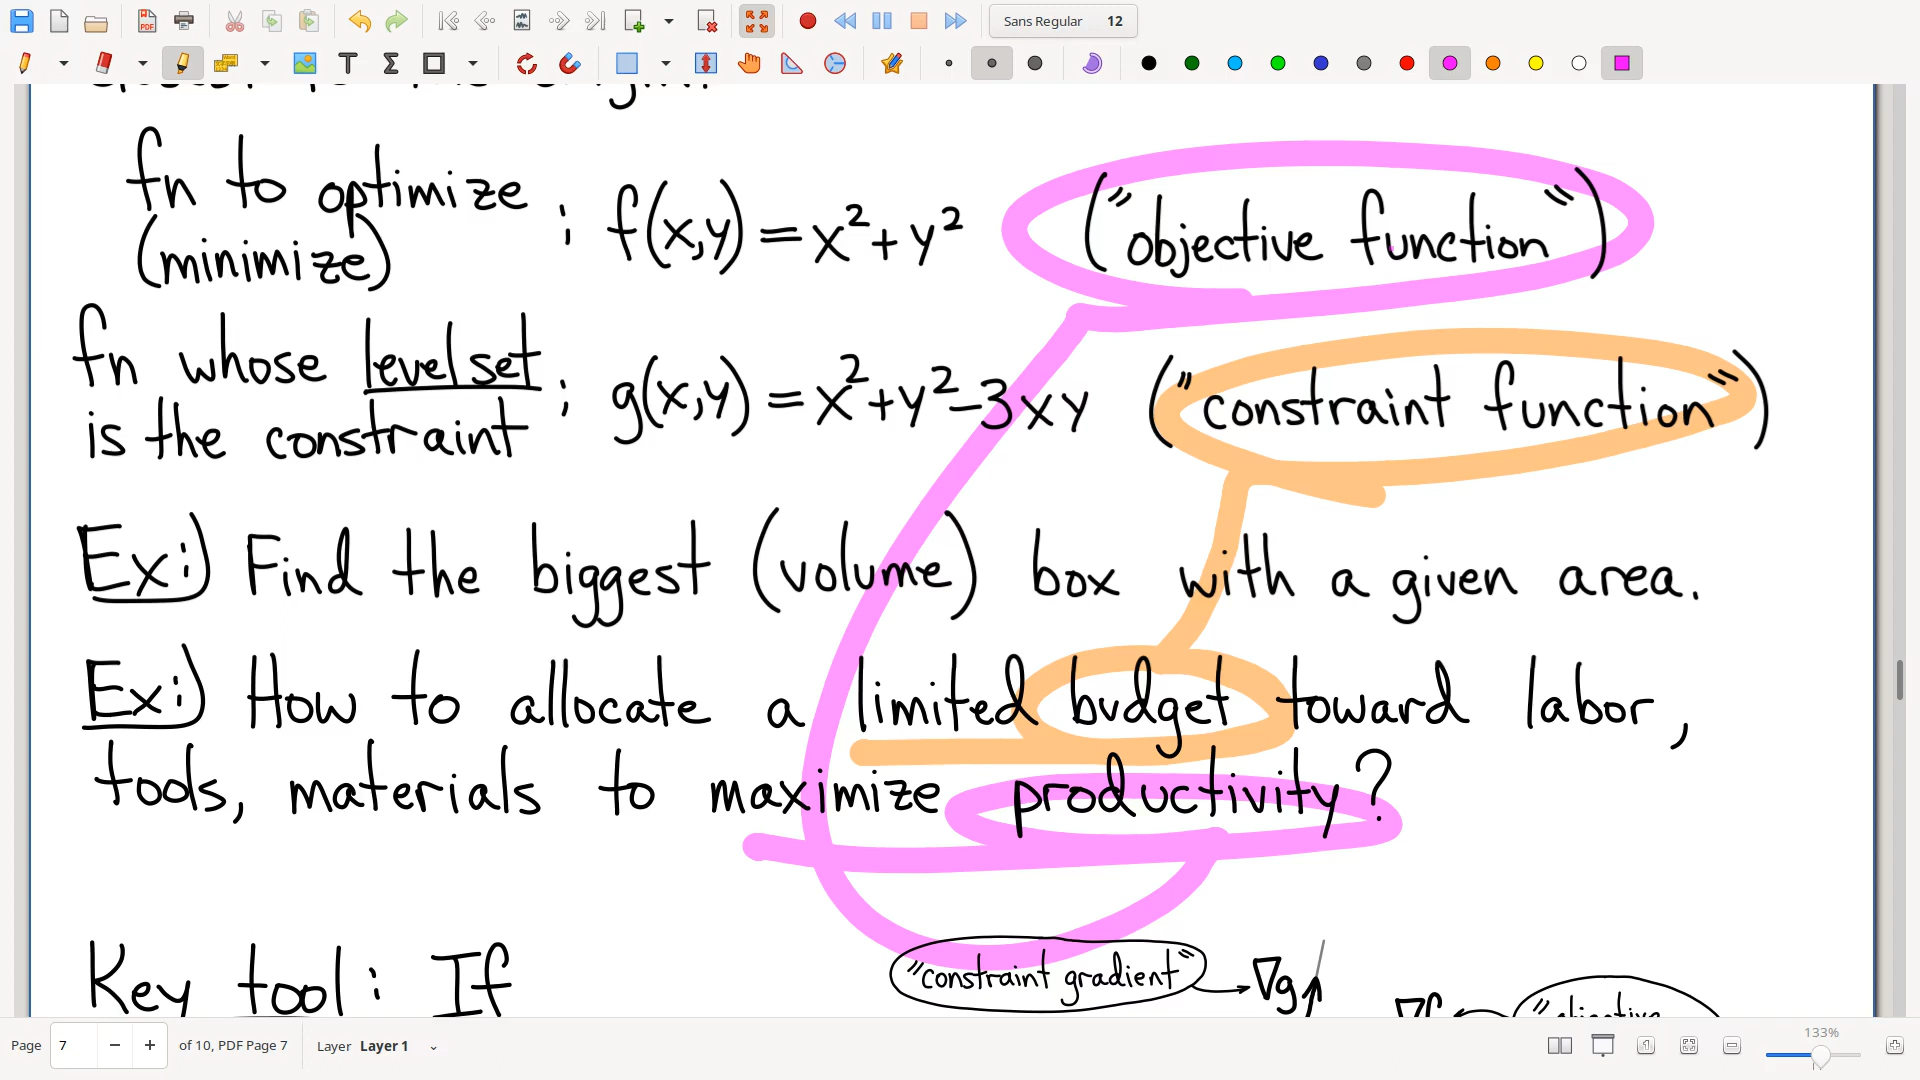 Sans Regular 12
fn to optimize
(minimize) : f(x,y) = x²+ y² ("objective function")
fn whose level set
is the constraint : g(x,y) = x²+y²-3xy ("constraint function")
Ex:) Find the biggest (volume) box with a given area.
Ex:) How to allocate a limited budget toward labor,
tools, materials to maximize productivity?
"constraint gradient" → ∇g
Key tool: If
∇f
Page 7 of 10, PDF Page 7 Layer Layer 1 133%